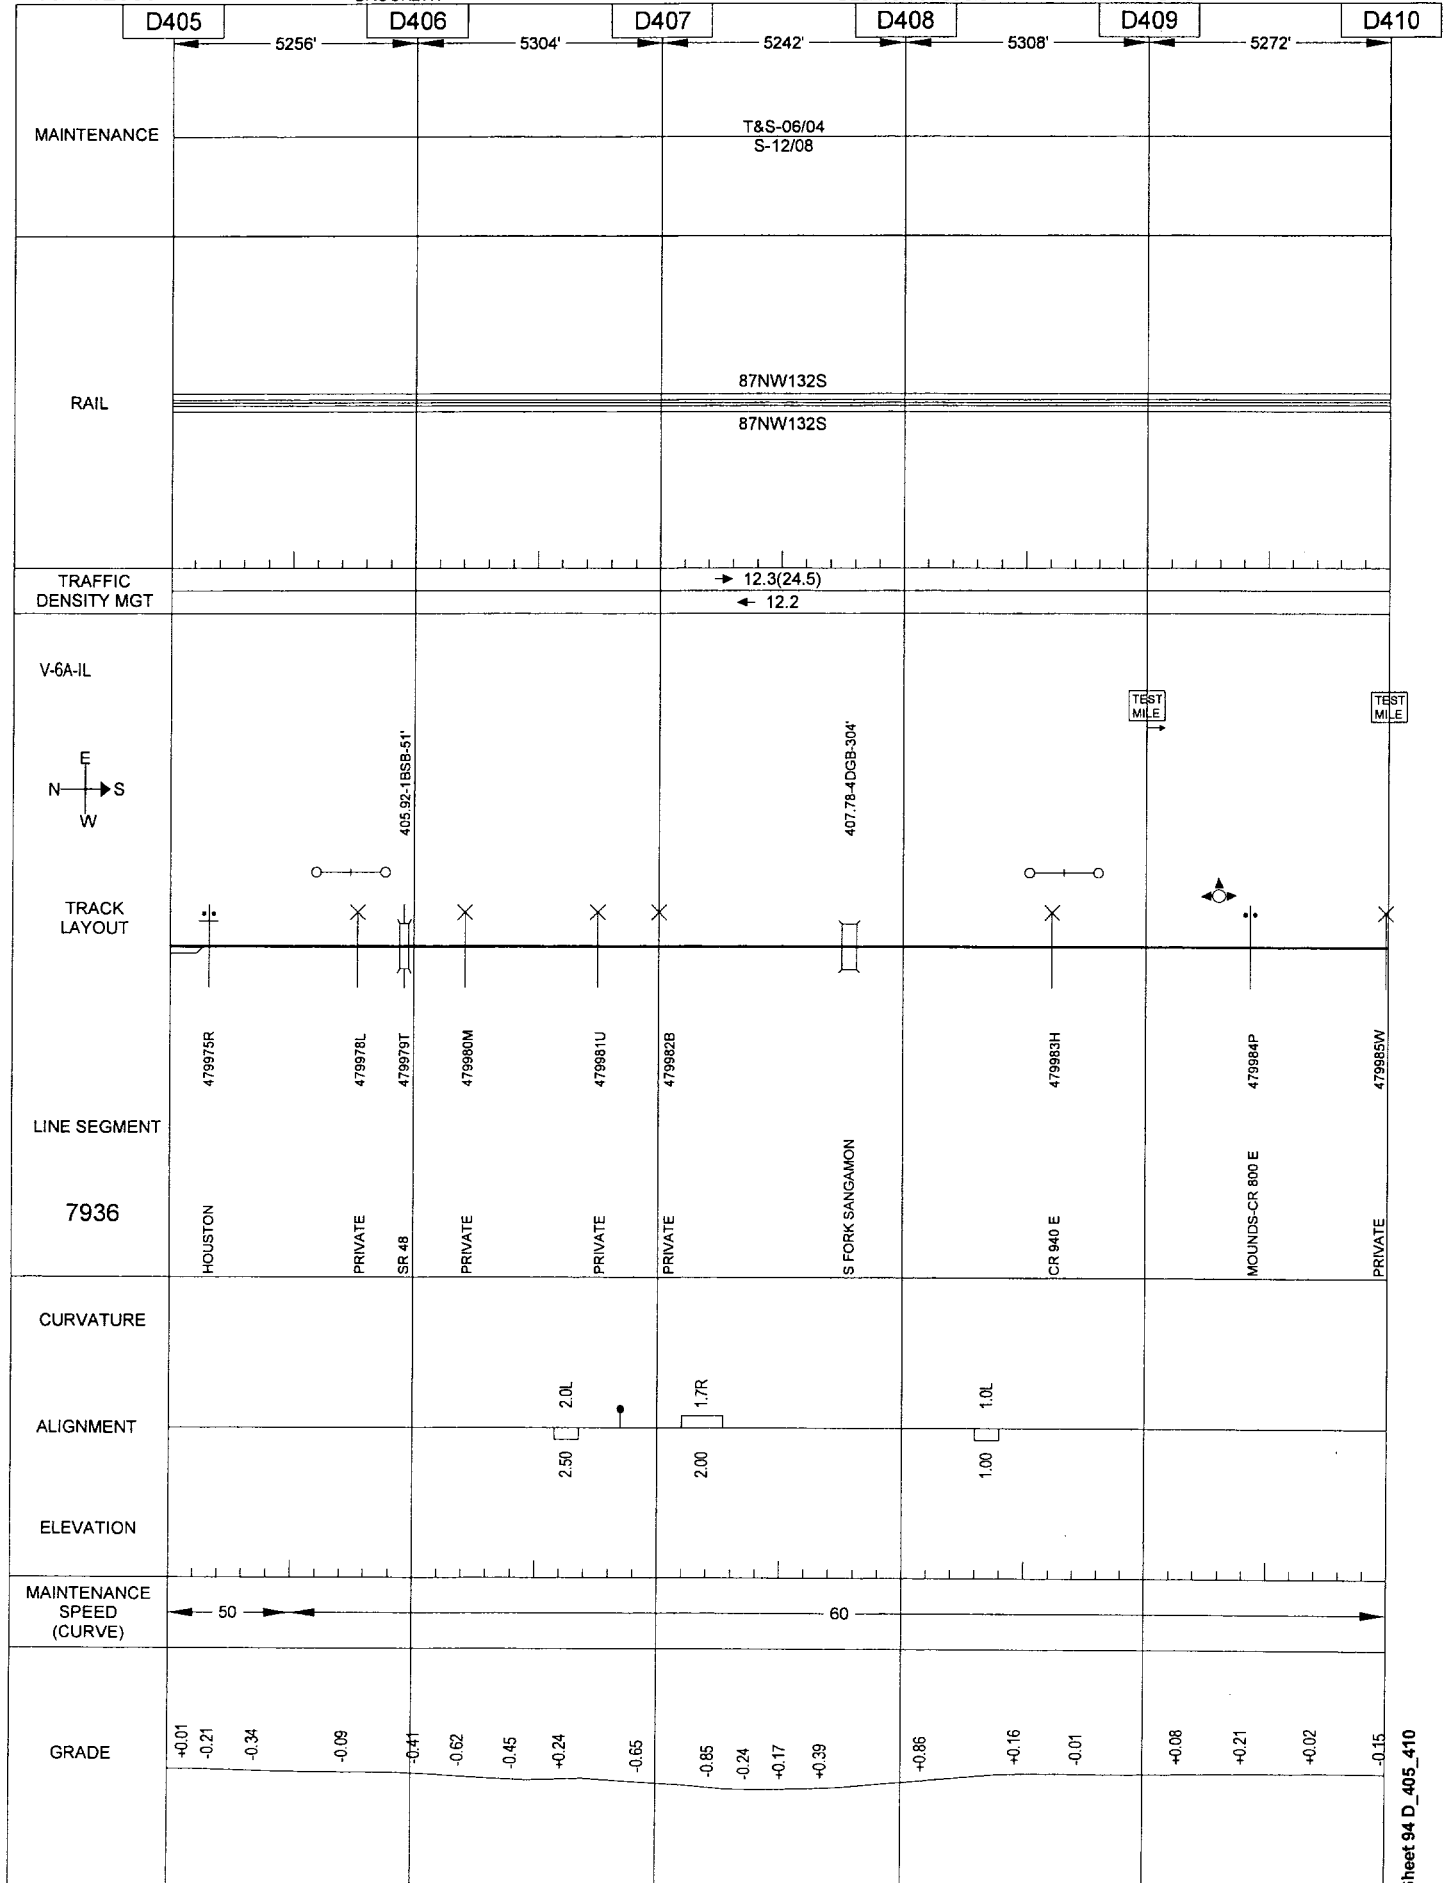 D405 D406 D407 D408 D409 D410
5256' 5304' 5242' 5308' 5272'
MAINTENANCE
T&S-06/04
S-12/08
RAIL
87NW132S
87NW132S
TRAFFIC
DENSITY MGT
12.3(24.5)
12.2
V-6A-IL
E
N S
W
TEST
MILE
TEST
MILE
405.92-1BSB-51'
407.78-4DGB-304'
TRACK
LAYOUT
479975R
479978L
479979T
479980M
479981U
479982B
479983H
479984P
479985W
LINE SEGMENT
7936
HOUSTON
PRIVATE
SR 48
PRIVATE
PRIVATE
PRIVATE
S FORK SANGAMON
CR 940 E
MOUNDS-CR 800 E
PRIVATE
CURVATURE
2.0L
1.7R
1.0L
ALIGNMENT
2.50
2.00
1.00
ELEVATION
MAINTENANCE
SPEED
(CURVE)
50
60
GRADE
+0.01
-0.21
-0.34
-0.09
-0.41
-0.62
-0.45
+0.24
-0.65
-0.85
-0.24
+0.17
+0.39
+0.86
+0.16
-0.01
+0.08
+0.21
+0.02
-0.15
Sheet 94 D_405_410